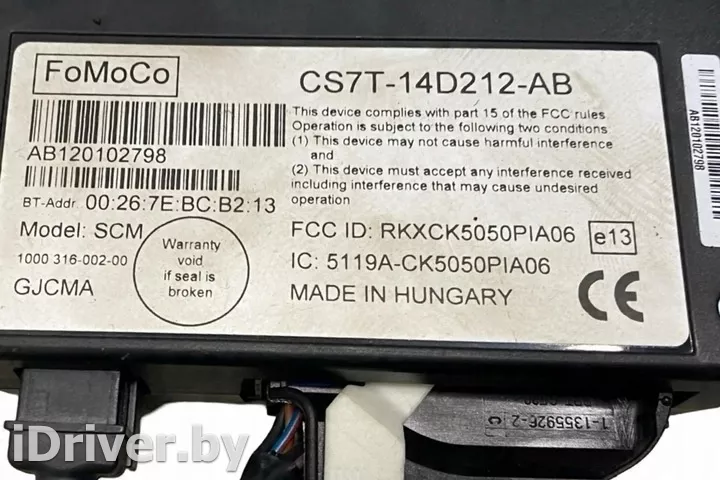 FoMoCo
CS7T-14D212-AB
AB120102798
This device complies with part 15 of the FCC rules
Operation is subject to the following two conditions
(1) This device may not cause harmful interference
and
(2) This device must accept any interference received
including interference that may cause undesired
operation
BT-Addr. 00:26:7E:BC:B2:13
Model: SCM
1000 316-002-00
GJCMA
Warranty
void
if seal is
broken
FCC ID: RKXCK5050PIA06
e13
IC: 5119A-CK5050PIA06
MADE IN HUNGARY
CE
AB120102798
1-1355926-2
C
iDriver.by